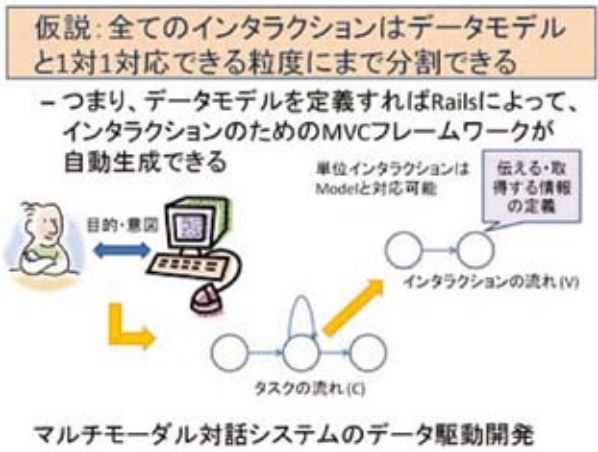 仮説：全てのインタラクションはデータモデル
と1対1対応できる粒度にまで分割できる
– つまり、データモデルを定義すればRailsによって、
インタラクションのためのMVCフレームワークが
自動生成できる
単位インタラクションは
Modelと対応可能
伝える・取
得する情報
の定義
目的・意図
インタラクションの流れ(V)
タスクの流れ(C)
マルチモーダル対話システムのデータ駆動開発